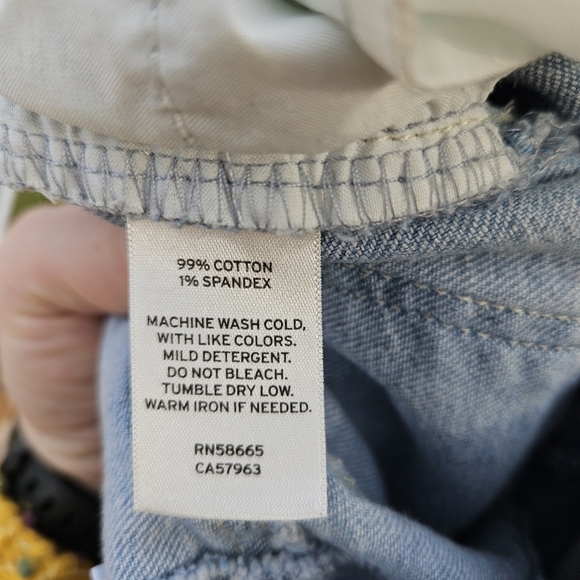 99% COTTON
1% SPANDEX
MACHINE WASH COLD,
WITH LIKE COLORS.
MILD DETERGENT.
DO NOT BLEACH.
TUMBLE DRY LOW.
WARM IRON IF NEEDED.
RN58665
CA57963